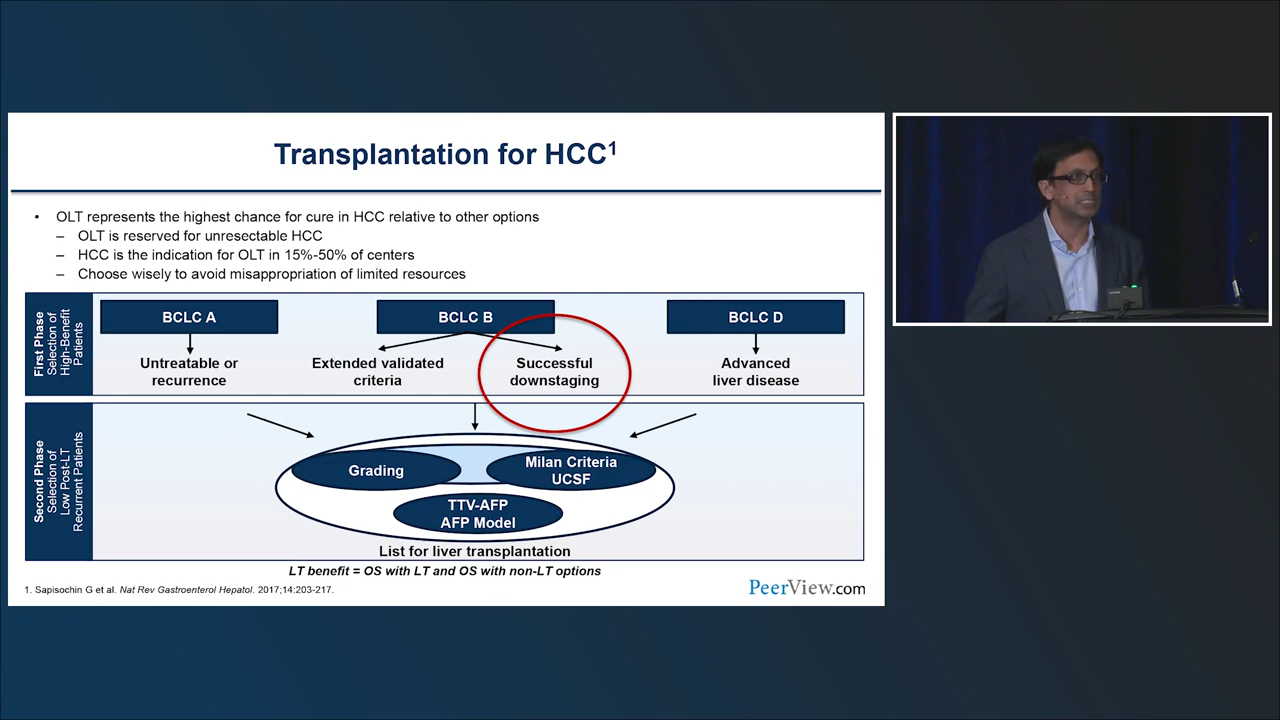 Transplantation for HCC1
• OLT represents the highest chance for cure in HCC relative to other options
– OLT is reserved for unresectable HCC
– HCC is the indication for OLT in 15%-50% of centers
– Choose wisely to avoid misappropriation of limited resources
First Phase
Selection of
High-Benefit
Patients
BCLC A
BCLC B
BCLC D
Untreatable or
recurrence
Extended validated
criteria
Successful
downstaging
Advanced
liver disease
Second Phase
Selection of
Low Post-LT
Recurrent Patients
Grading
Milan Criteria
UCSF
TTV-AFP
AFP Model
List for liver transplantation
LT benefit = OS with LT and OS with non-LT options
1. Sapisochin G et al. Nat Rev Gastroenterol Hepatol. 2017;14:203-217.
PeerView.com